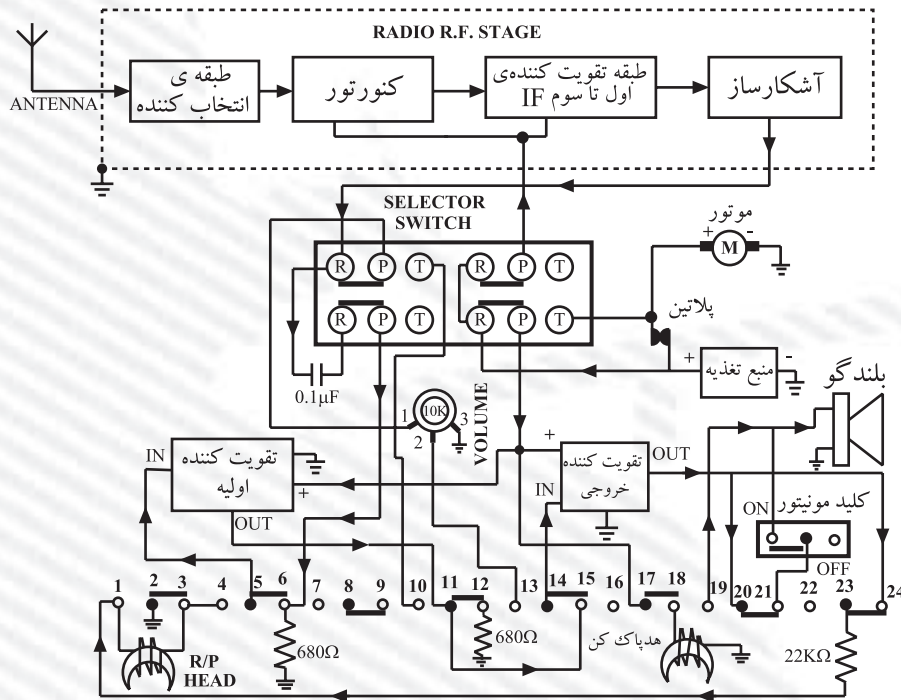 RADIO R.F. STAGE
ANTENNA
طبقه ی
انتخاب کننده
کنورتور
طبقه تقویت کننده‌ی
اول تا سوم IF
آشکارساز
SELECTOR
SWITCH
R P T R P T
R P T R P T
موتور
+ -
M
پلاتین
+ منبع تغذیه -
بلندگو
0.1μF
1 10K 3
2
VOLUME
IN تقویت کننده
اولیه
+
OUT
+
تقویت کننده
خروجی
IN
OUT
کلید مونیتور
ON
OFF
1 2 3 4 5 6 7 8 9 10 11 12 13 14 15 16 17 18 19 20 21 22 23 24
R/P
HEAD
680Ω
680Ω
هدپاک کن
22KΩ